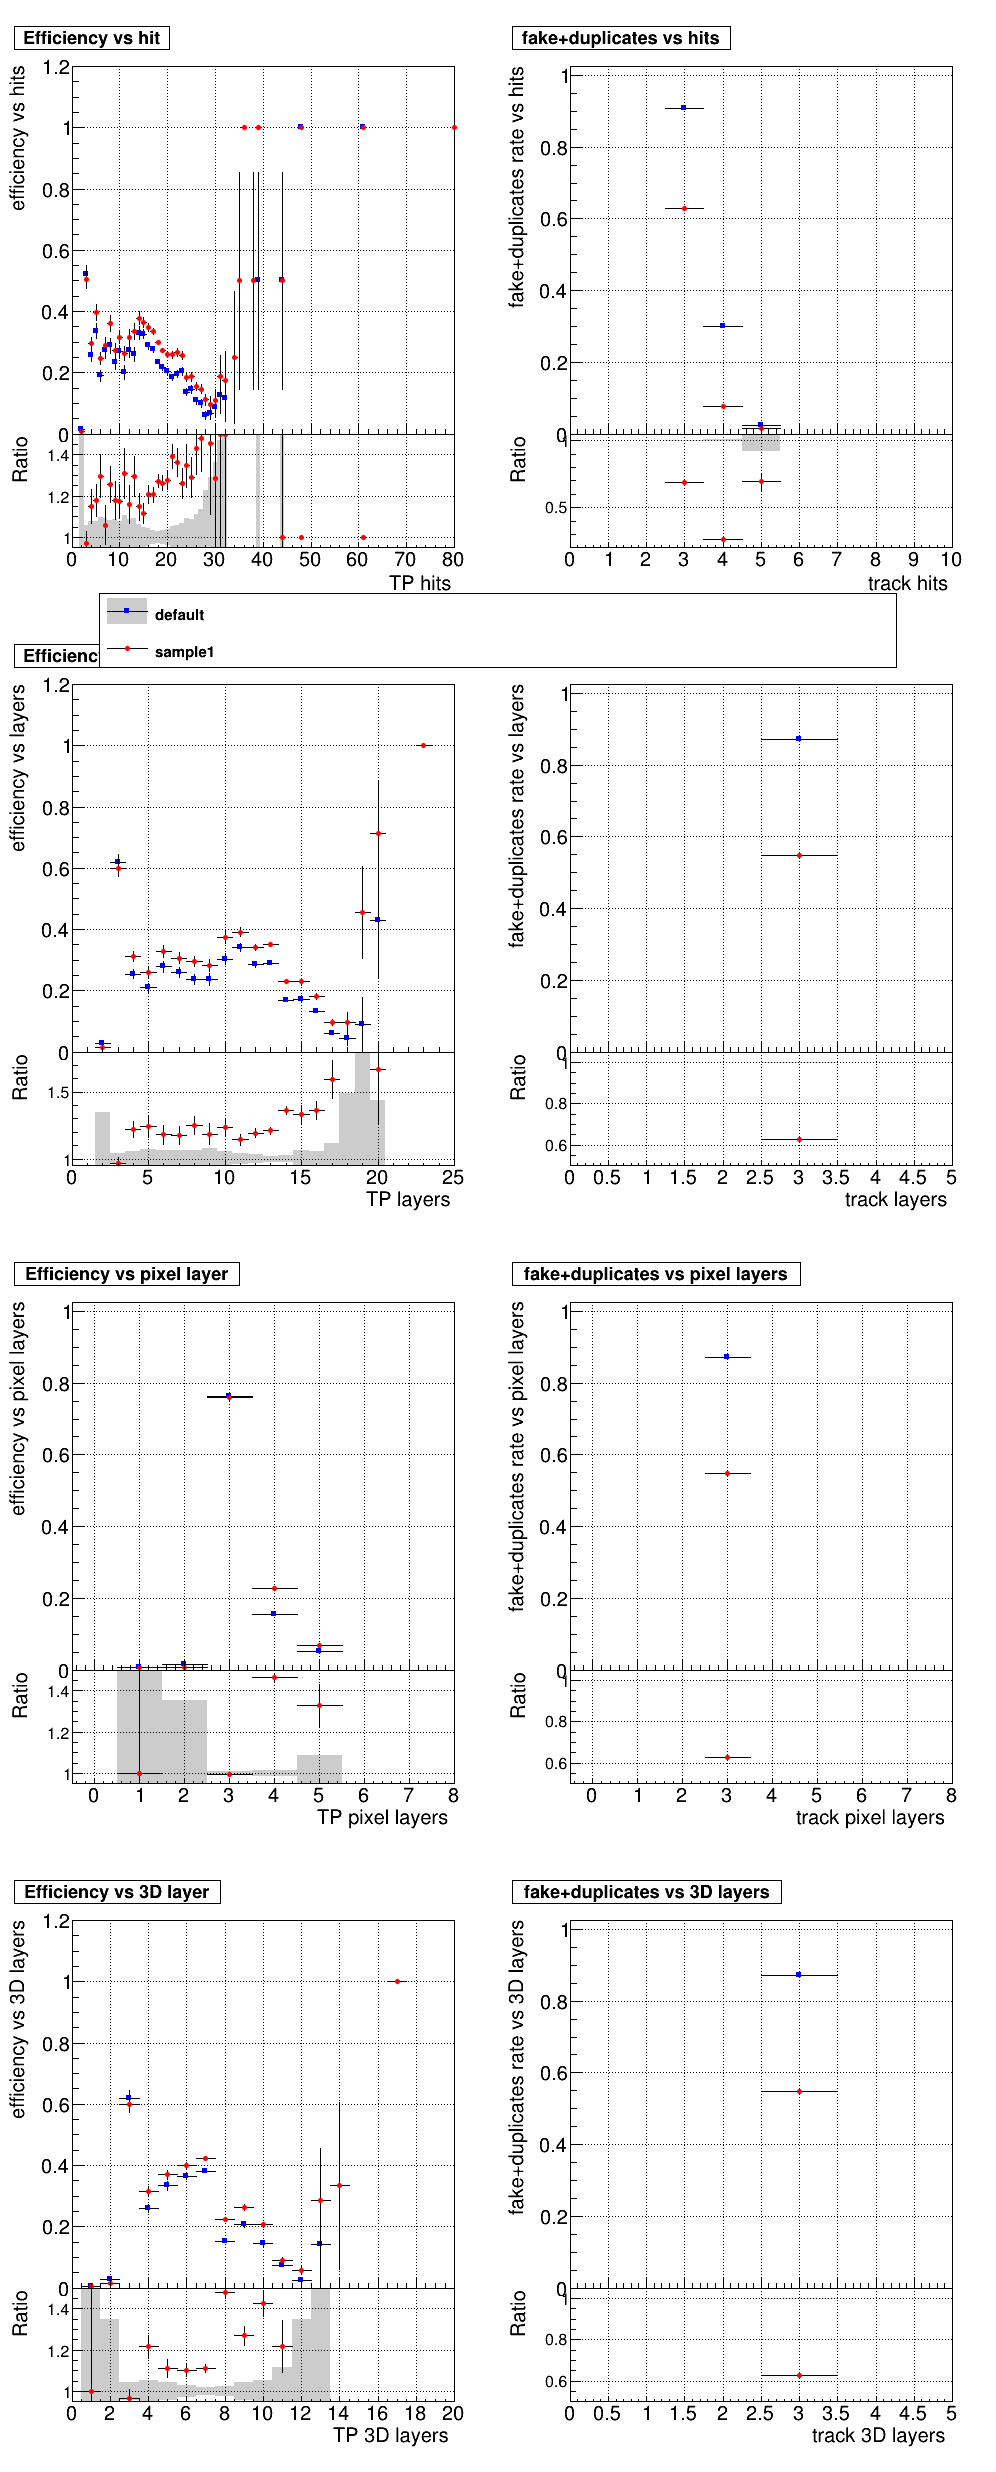 Efficiency vs hit
efficiency vs hits
1.2
1
0.8
0.6
0.4
0.2
0
Ratio
1.4
1.2
1
0 10 20 30 40 50 60 70 80
TP hits
fake+duplicates vs hits
fake+duplicates rate vs hits
1
0.8
0.6
0.4
0.2
0
Ratio
1
0.5
0 1 2 3 4 5 6 7 8 9 10
track hits
default
sample1
Efficienc
efficiency vs layers
1.2
1
0.8
0.6
0.4
0.2
0
Ratio
1.5
1
0 5 10 15 20 25
TP layers
fake+duplicates rate vs layers
1
0.8
0.6
0.4
0.2
0
Ratio
1
0.8
0.6
0 0.5 1 1.5 2 2.5 3 3.5 4 4.5 5
track layers
Efficiency vs pixel layer
efficiency vs pixel layers
1
0.8
0.6
0.4
0.2
0
Ratio
1.4
1.2
1
0 1 2 3 4 5 6 7 8
TP pixel layers
fake+duplicates vs pixel layers
fake+duplicates rate vs pixel layers
1
0.8
0.6
0.4
0.2
0
Ratio
1
0.8
0.6
0 1 2 3 4 5 6 7 8
track pixel layers
Efficiency vs 3D layer
efficiency vs 3D layers
1.2
1
0.8
0.6
0.4
0.2
0
Ratio
1.4
1.2
1
0 2 4 6 8 10 12 14 16 18 20
TP 3D layers
fake+duplicates vs 3D layers
fake+duplicates rate vs 3D layers
1
0.8
0.6
0.4
0.2
0
Ratio
1
0.8
0.6
0 0.5 1 1.5 2 2.5 3 3.5 4 4.5 5
track 3D layers